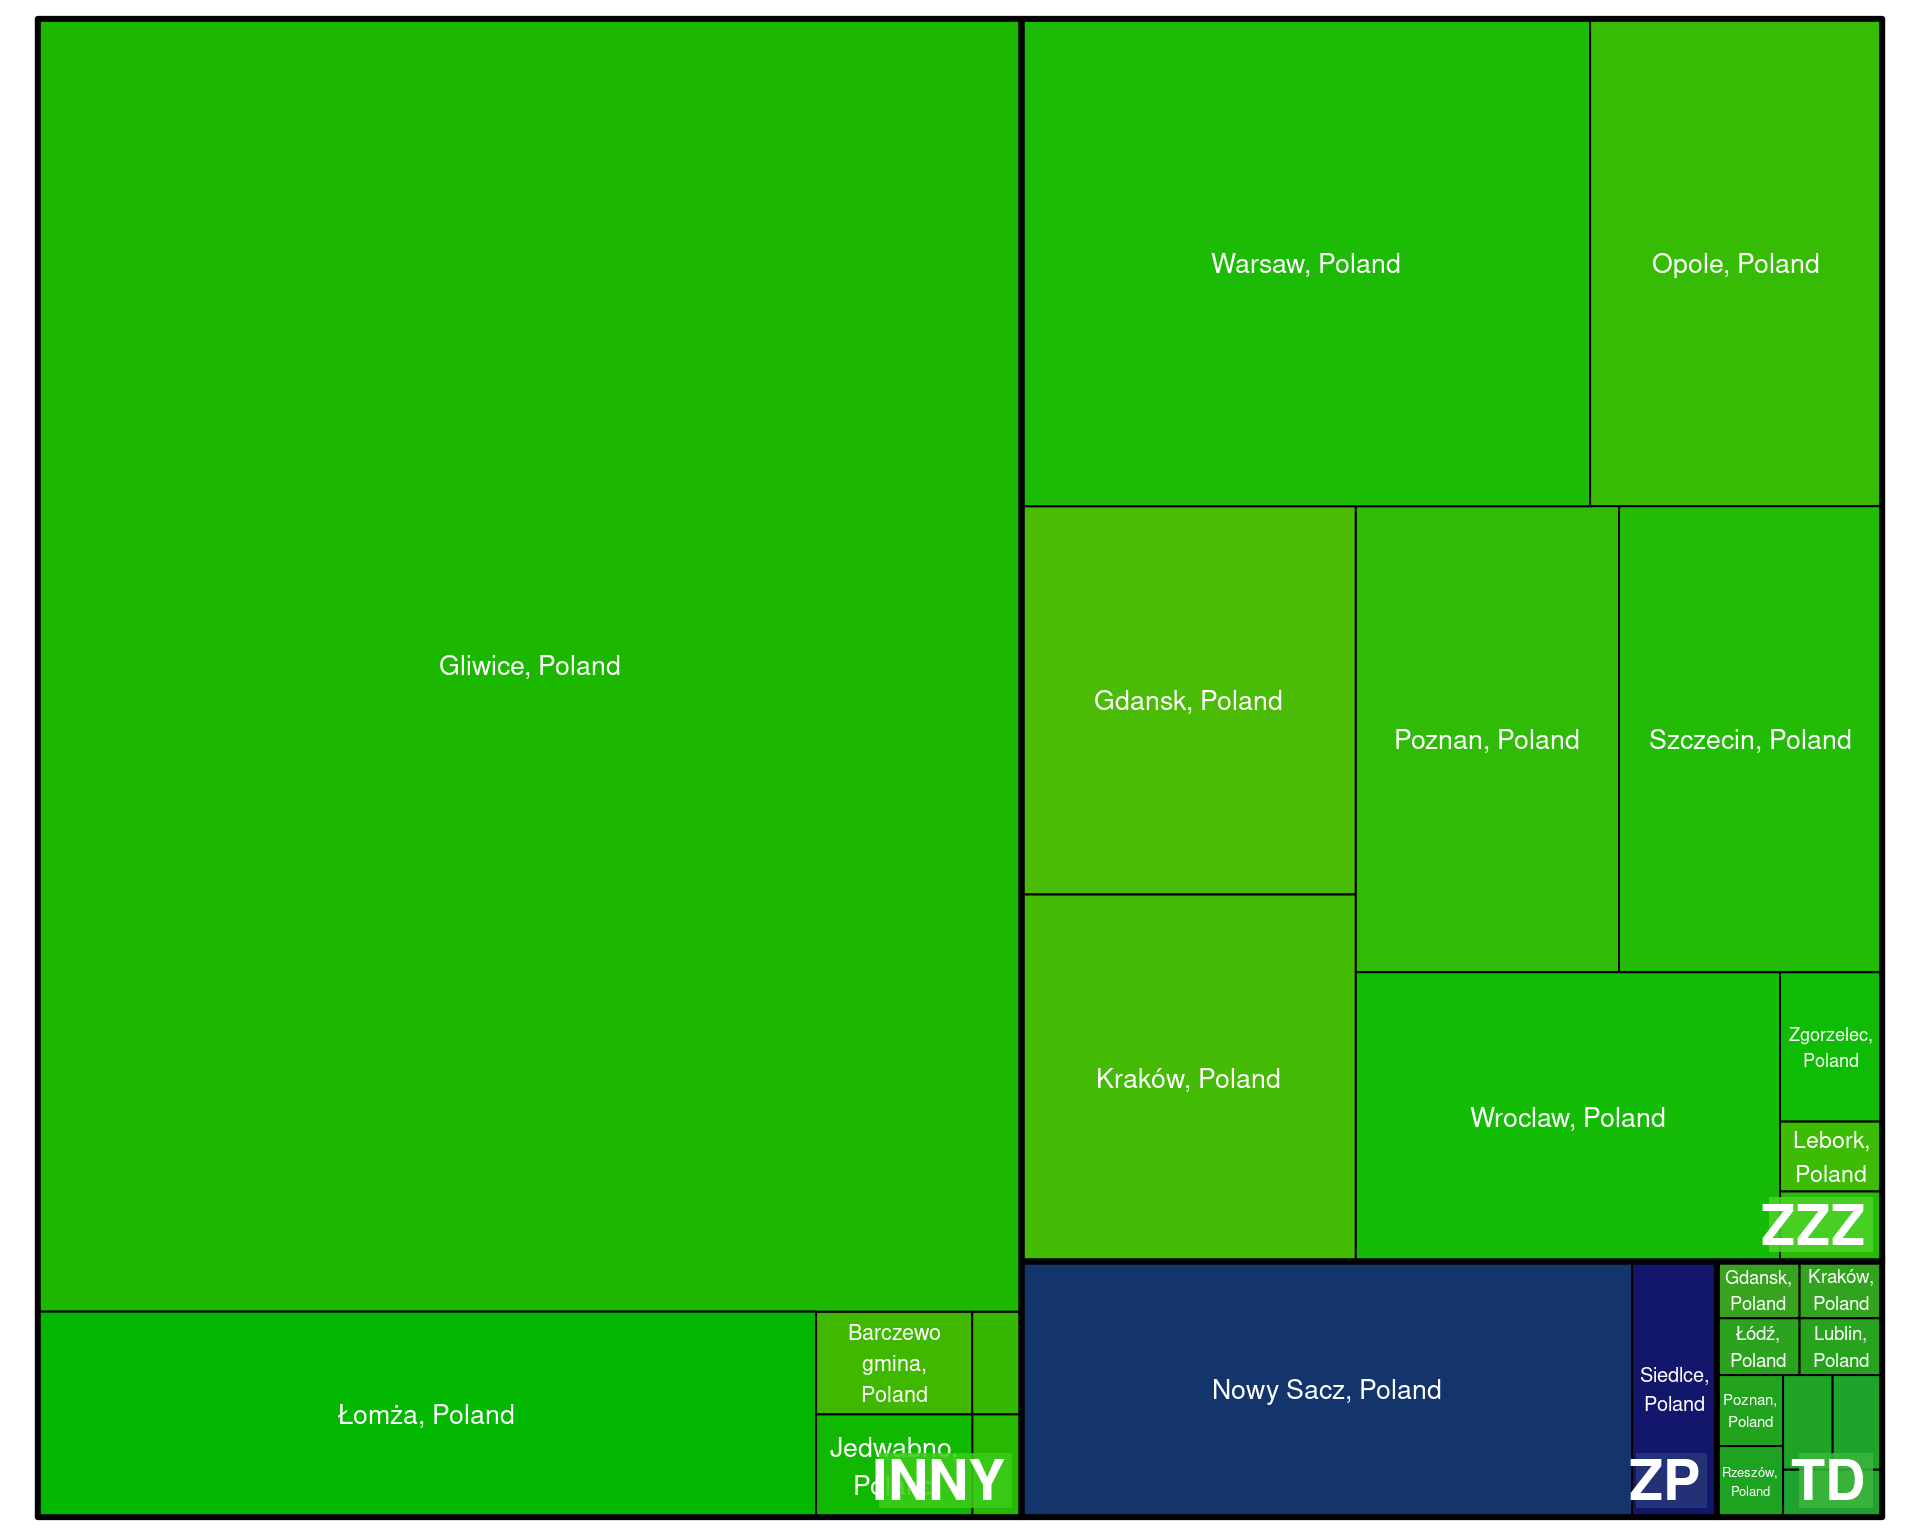 Gliwice, Poland
Łomża, Poland
Barczewo
gmina,
Poland
Jedwabno,
INNY
Warsaw, Poland
Opole, Poland
Gdansk, Poland
Poznan, Poland
Szczecin, Poland
Kraków, Poland
Wroclaw, Poland
Zgorzelec,
Poland
Lebork,
Poland
ZZZ
Nowy Sacz, Poland
Siedlce,
Poland
ZP
Gdansk,
Poland
Kraków,
Poland
Łódź,
Poland
Lublin,
Poland
Poznan,
Poland
Rzeszów,
Poland
TD